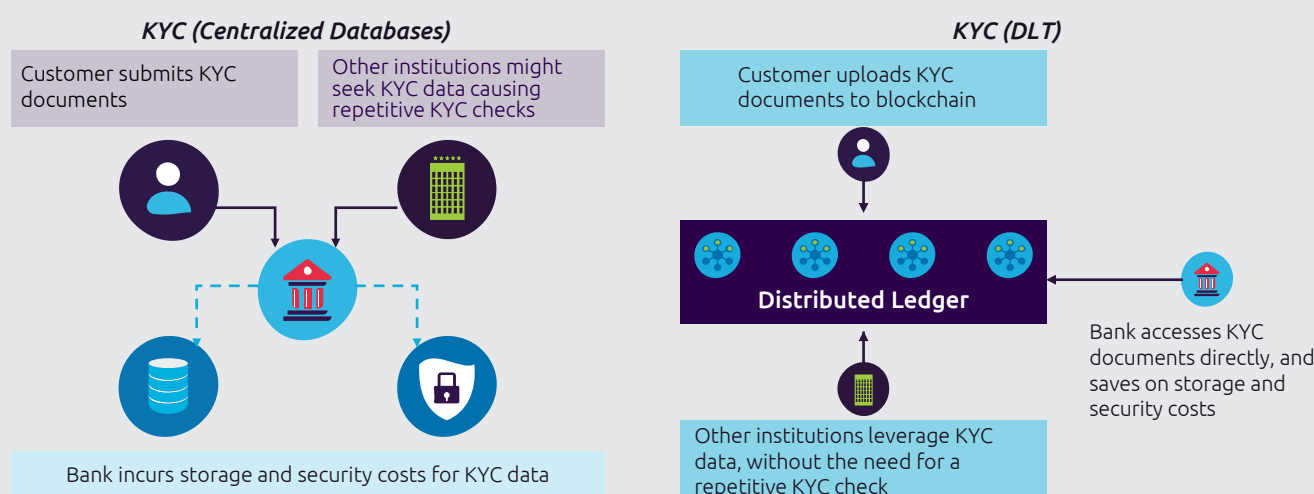 KYC (Centralized Databases)
Customer submits KYC
documents
Other institutions might
seek KYC data causing
repetitive KYC checks
Bank incurs storage and security costs for KYC data
KYC (DLT)
Customer uploads KYC
documents to blockchain
Distributed Ledger
Bank accesses KYC
documents directly, and
saves on storage and
security costs
Other institutions leverage KYC
data, without the need for a
repetitive KYC check